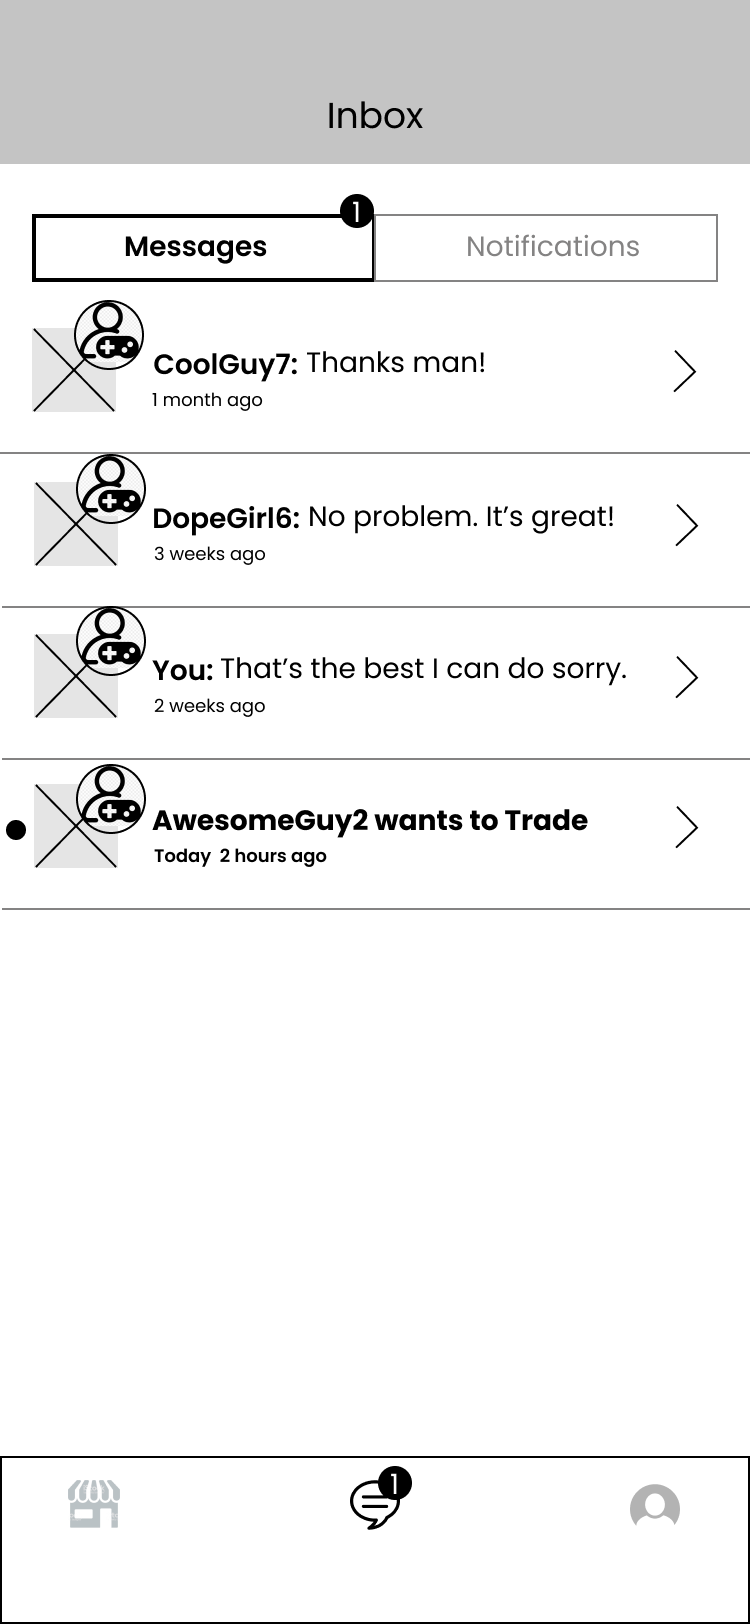 Inbox
1
Messages
Notifications
CoolGuy7: Thanks man!
1 month ago
DopeGirl6: No problem. It’s great!
3 weeks ago
You: That’s the best I can do sorry.
2 weeks ago
AwesomeGuy2 wants to Trade
Today 2 hours ago
1